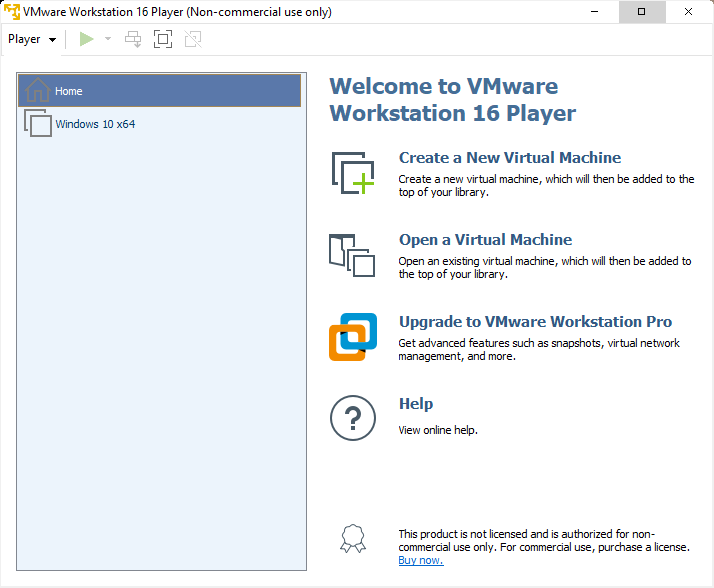 VMware Workstation 16 Player (Non-commercial use only)
Player
Home
Windows 10 x64
Welcome to VMware
Workstation 16 Player
Create a New Virtual Machine
Create a new virtual machine, which will then be added to the
top of your library.
Open a Virtual Machine
Open an existing virtual machine, which will then be added to
the top of your library.
Upgrade to VMware Workstation Pro
Get advanced features such as snapshots, virtual network
management, and more.
?
Help
View online help.
This product is not licensed and is authorized for non-
commercial use only. For commercial use, purchase a license.
Buy now.